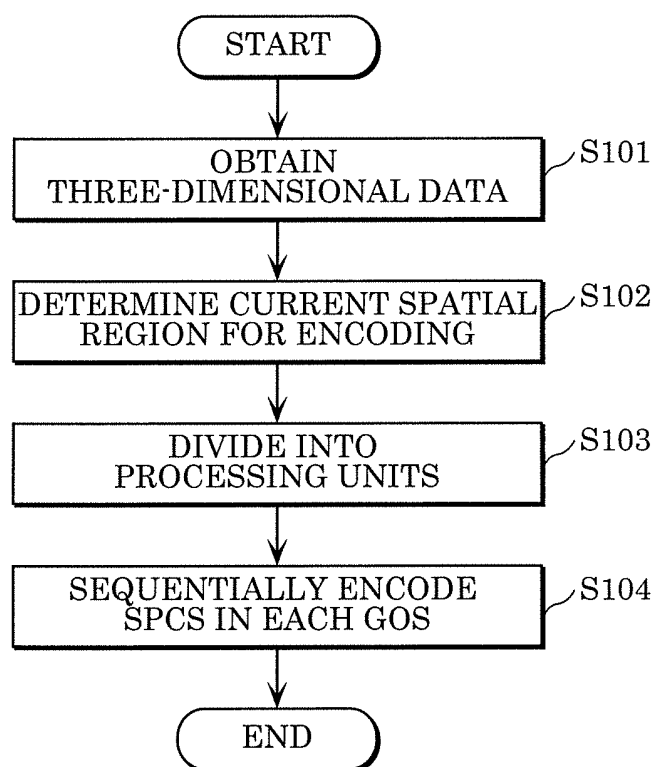 START
OBTAIN
THREE-DIMENSIONAL DATA
S101
DETERMINE CURRENT SPATIAL
REGION FOR ENCODING
S102
DIVIDE INTO
PROCESSING UNITS
S103
SEQUENTIALLY ENCODE
SPCS IN EACH GOS
S104
END